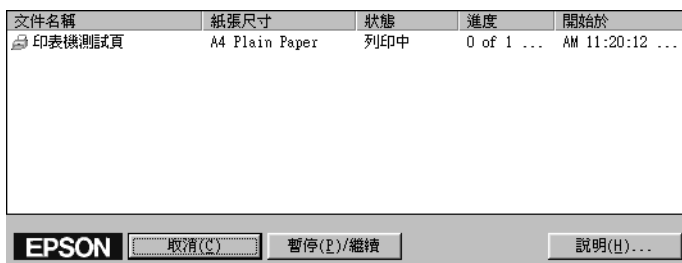 文件名稱 紙張尺寸 狀態 進度 開始於
印表機測試頁 A4 Plain Paper 列印中 0 of 1 ... AM 11:20:12 ...
EPSON 取消(C) 暫停(P)/繼續 說明(H)...